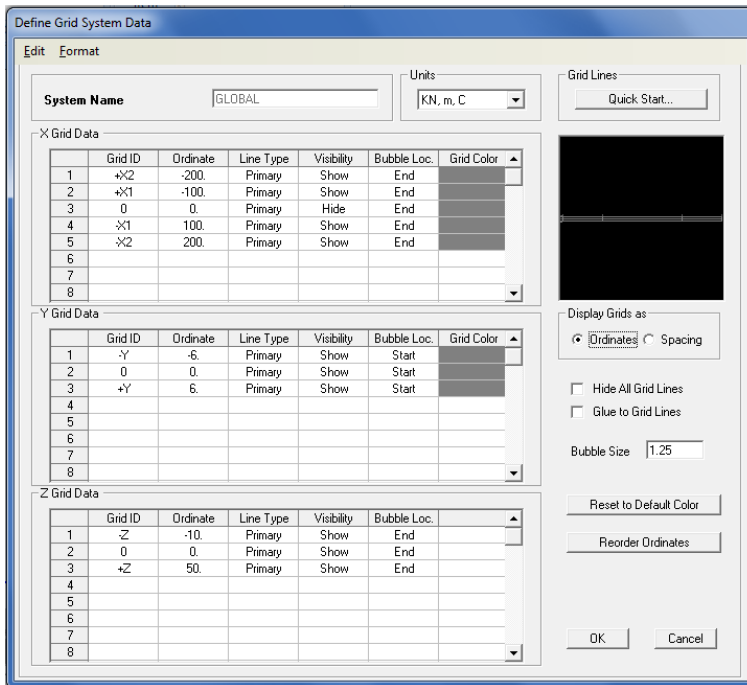 Define Grid System Data
Edit Format
System Name GLOBAL
Units
KN, m, C
Grid Lines
Quick Start...
X Grid Data
Grid ID Ordinate Line Type Visibility Bubble Loc. Grid Color
1 +X2 -200. Primary Show End
2 +X1 -100. Primary Show End
3 0 0. Primary Hide End
4 -X1 100. Primary Show End
5 -X2 200. Primary Show End
6
7
8
Y Grid Data
Grid ID Ordinate Line Type Visibility Bubble Loc. Grid Color
1 -Y -6. Primary Show Start
2 0 0. Primary Show Start
3 +Y 6. Primary Show Start
4
5
6
7
8
Display Grids as
Ordinates Spacing
Hide All Grid Lines
Glue to Grid Lines
Bubble Size 1.25
Z Grid Data
Grid ID Ordinate Line Type Visibility Bubble Loc.
1 -Z -10. Primary Show End
2 0 0. Primary Show End
3 +Z 50. Primary Show End
4
5
6
7
8
Reset to Default Color
Reorder Ordinates
OK Cancel